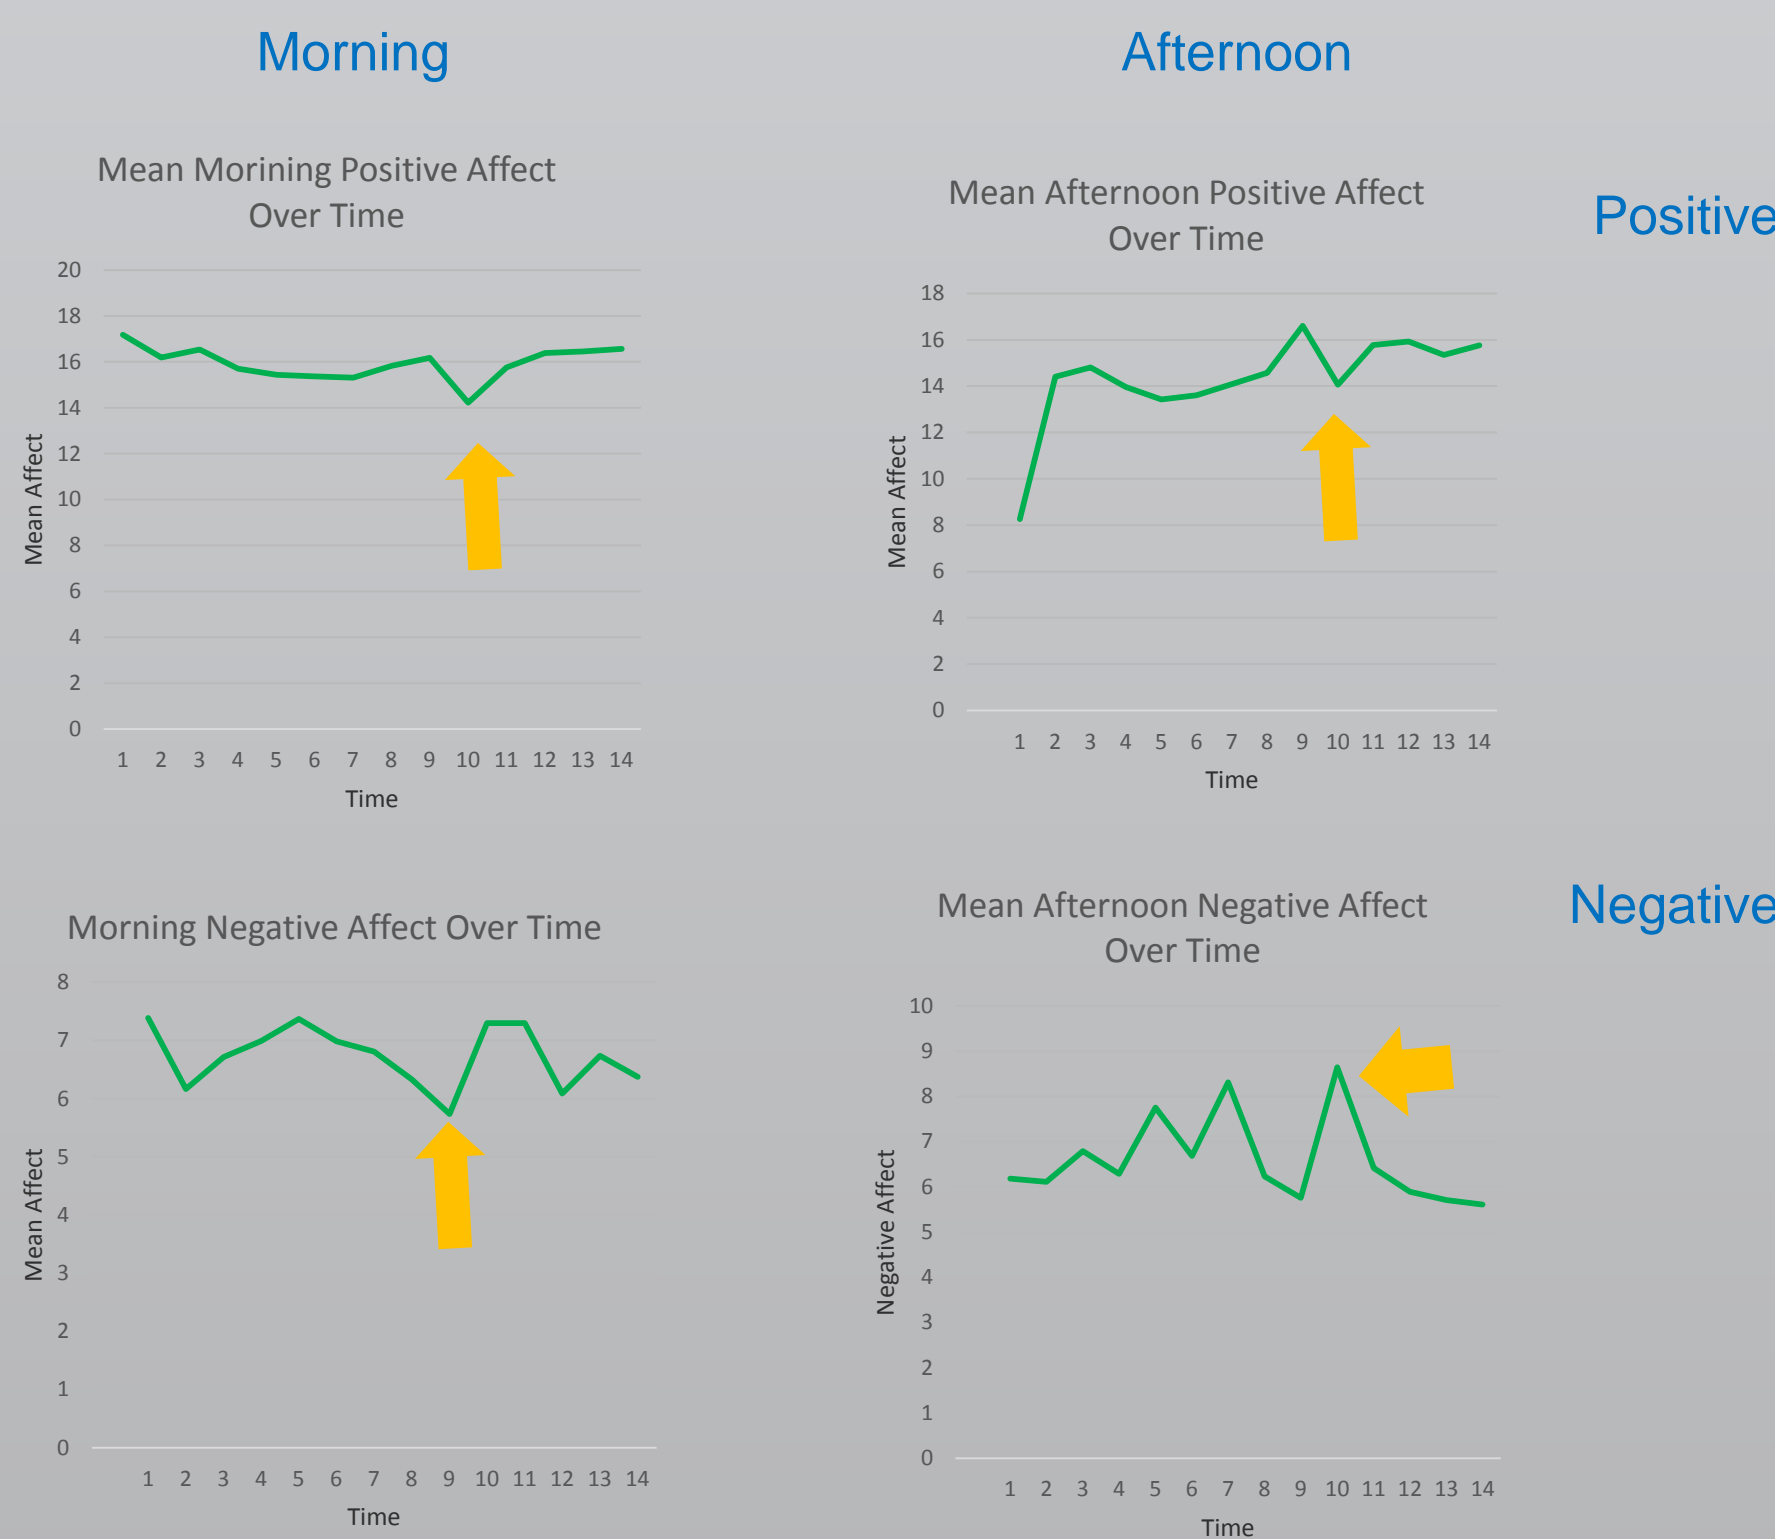 Morning
Afternoon
Mean Morining Positive Affect
Over Time
20
18
16
14
12
10
8
6
4
2
0
Mean Affect
1 2 3 4 5 6 7 8 9 10 11 12 13 14
Time
Mean Afternoon Positive Affect
Over Time
18
16
14
12
10
8
6
4
2
0
Mean Affect
1 2 3 4 5 6 7 8 9 10 11 12 13 14
Time
Positive
Morning Negative Affect Over Time
8
7
6
5
4
3
2
1
0
Mean Affect
1 2 3 4 5 6 7 8 9 10 11 12 13 14
Time
Mean Afternoon Negative Affect
Over Time
10
9
8
7
6
5
4
3
2
1
0
Negative Affect
1 2 3 4 5 6 7 8 9 10 11 12 13 14
Time
Negative